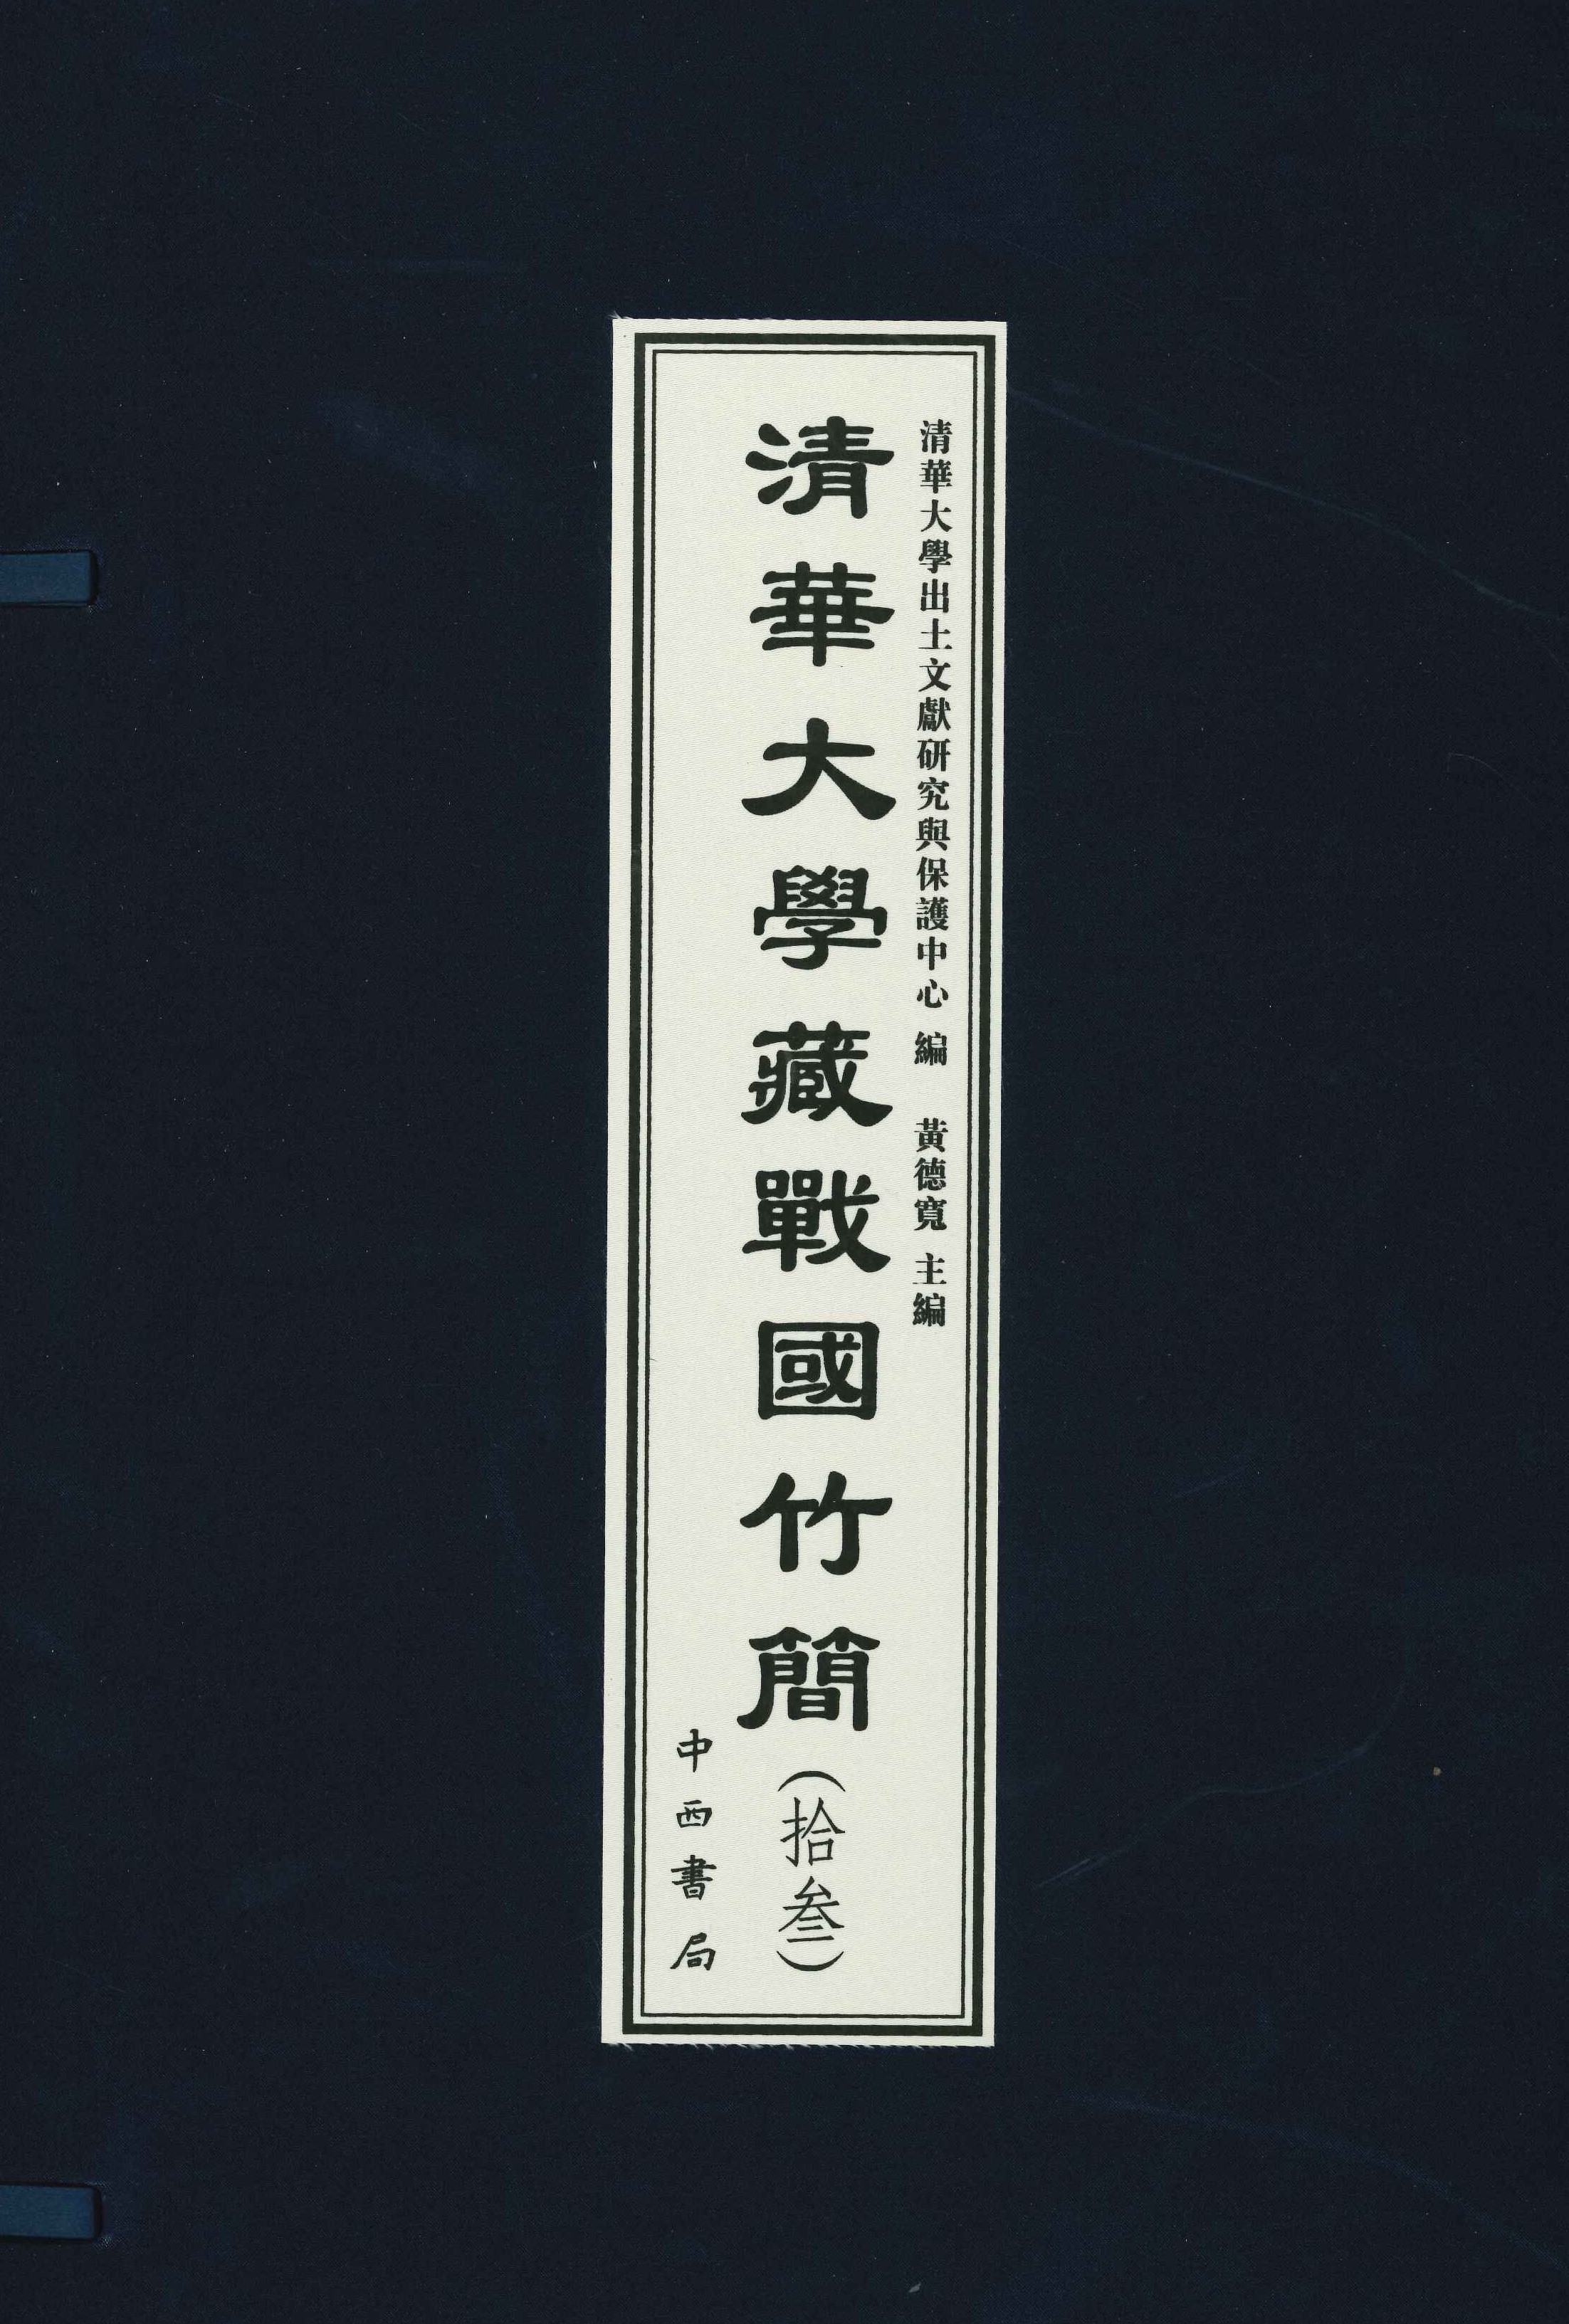 清華大學出土文獻研究與保護中心 編 黃德寬 主編
清華大學藏戰國竹簡（拾叁）
中西書局